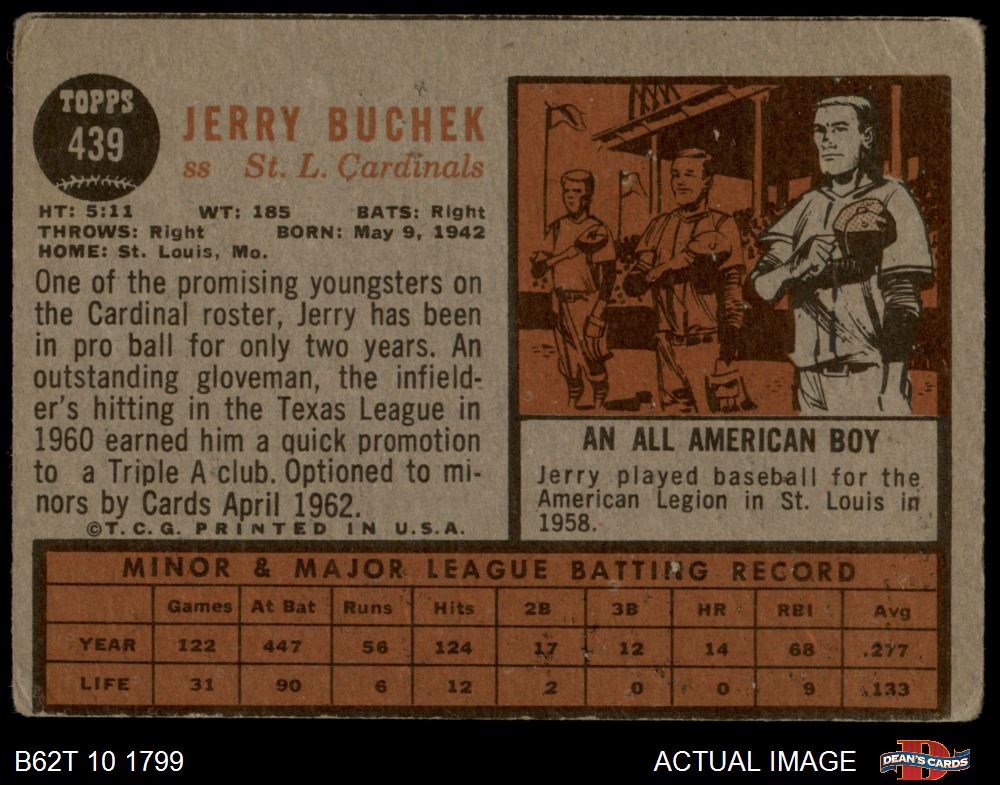 TOPPS
439
JERRY BUCHEK
SS St. L. Cardinals
HT: 5:11 WT: 185 BATS: Right
THROWS: Right BORN: May 9, 1942
HOME: St. Louis, Mo.
One of the promising youngsters on
the Cardinal roster, Jerry has been
in pro ball for only two years. An
outstanding gloveman, the infield-
er's hitting in the Texas League in
1960 earned him a quick promotion
to a Triple A club. Optioned to mi-
nors by Cards April 1962.
©T.C.G. PRINTED IN U.S.A.
AN ALL AMERICAN BOY
Jerry played baseball for the
American Legion in St. Louis in
1958.
MINOR & MAJOR LEAGUE BATTING RECORD
Games At Bat Runs Hits 2B 3B HR RBI Avg
YEAR 122 447 56 124 17 12 14 68 .277
LIFE 31 90 6 12 2 0 0 9 .133
B62T 10 1799 ACTUAL IMAGE DEAN'S CARDS